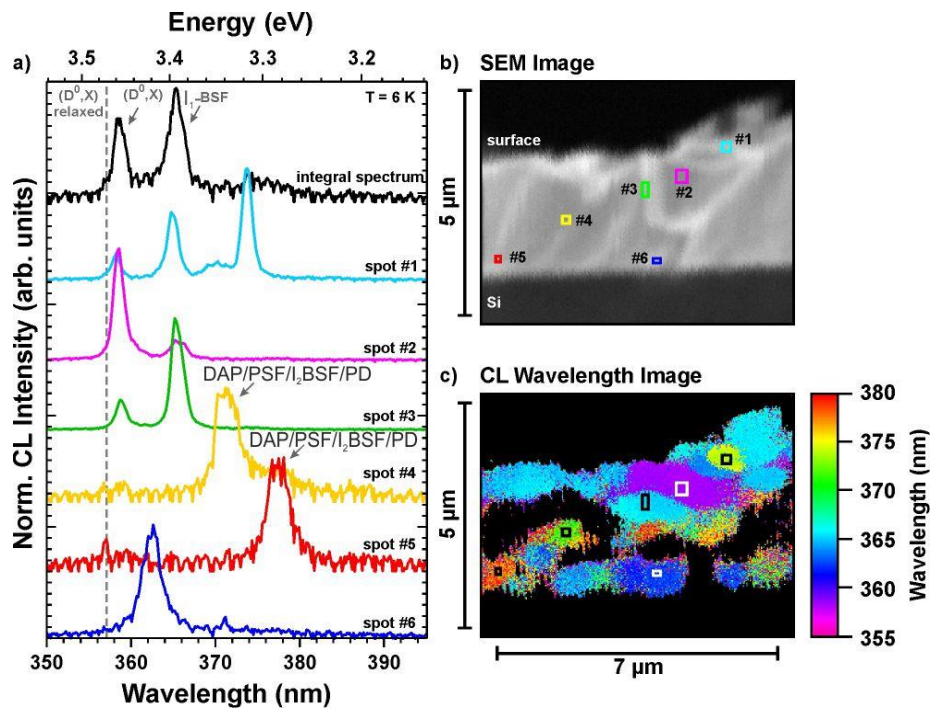 Energy (eV)
3.5 3.4 3.3 3.2
a)
(D⁰,X)
relaxed
(D⁰,X)
I₁-BSF
T = 6 K
integral spectrum
spot #1
spot #2
DAP/PSF/I₂BSF/PD
spot #3
DAP/PSF/I₂BSF/PD
spot #4
spot #5
spot #6
Norm. CL Intensity (arb. units)
350 360 370 380 390
Wavelength (nm)
b) SEM Image
5 µm
surface
#1
#2
#3
#4
#5
#6
Si
c) CL Wavelength Image
5 µm
7 µm
380
375
370
365
360
355
Wavelength (nm)